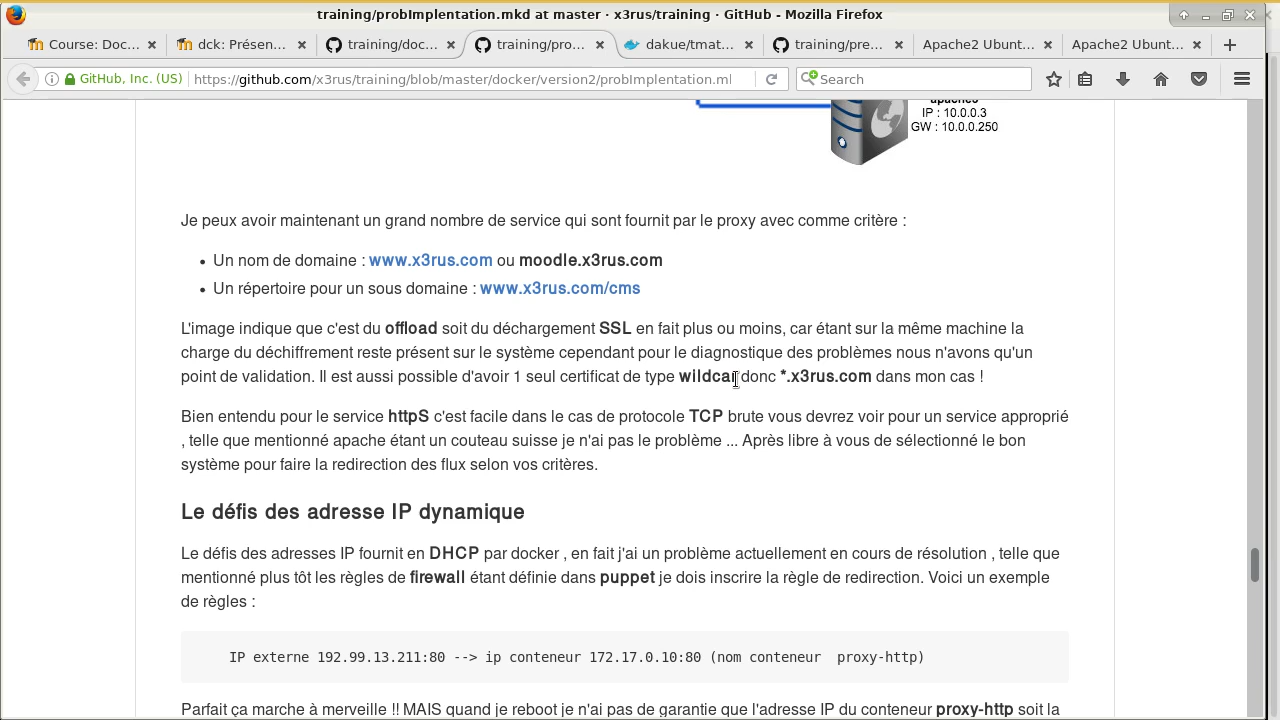 training/probImplentation.mkd at master · x3rus/training · GitHub - Mozilla Firefox
Course: Doc...
dck: Présen...
training/doc...
training/pro...
dakue/tmat...
training/pre...
Apache2 Ubunt...
Apache2 Ubunt...
GitHub, Inc. (US)
https://github.com/x3rus/training/blob/master/docker/version2/probImplentation.ml
Search
apache3
IP : 10.0.0.3
GW : 10.0.0.250
Je peux avoir maintenant un grand nombre de service qui sont fournit par le proxy avec comme critère :
• Un nom de domaine : www.x3rus.com ou moodle.x3rus.com
• Un répertoire pour un sous domaine : www.x3rus.com/cms
L'image indique que c'est du offload soit du déchargement SSL en fait plus ou moins, car étant sur la même machine la
charge du déchiffrement reste présent sur le système cependant pour le diagnostique des problèmes nous n'avons qu'un
point de validation. Il est aussi possible d'avoir 1 seul certificat de type wildcar donc *.x3rus.com dans mon cas !
Bien entendu pour le service httpS c'est facile dans le cas de protocole TCP brute vous devrez voir pour un service approprié
, telle que mentionné apache étant un couteau suisse je n'ai pas le problème ... Après libre à vous de sélectionné le bon
système pour faire la redirection des flux selon vos critères.
Le défis des adresse IP dynamique
Le défis des adresses IP fournit en DHCP par docker , en fait j'ai un problème actuellement en cours de résolution , telle que
mentionné plus tôt les règles de firewall étant définie dans puppet je dois inscrire la règle de redirection. Voici un exemple
de règles :
IP externe 192.99.13.211:80 --> ip conteneur 172.17.0.10:80 (nom conteneur proxy-http)
Parfait ça marche à merveille !! MAIS quand je reboot je n'ai pas de garantie que l'adresse IP du conteneur proxy-http soit la